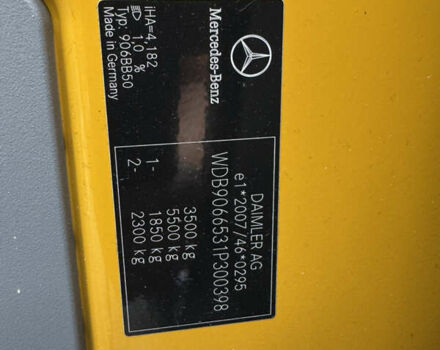 Mercedes-Benz
DAIMLER AG
e1*2007/46*0295
WDB9066531P300398
3500 kg
5500 kg
1- 1850 kg
2- 2300 kg
iHA=4,182
1,0 %
Typ: 906BB50
Made in Germany